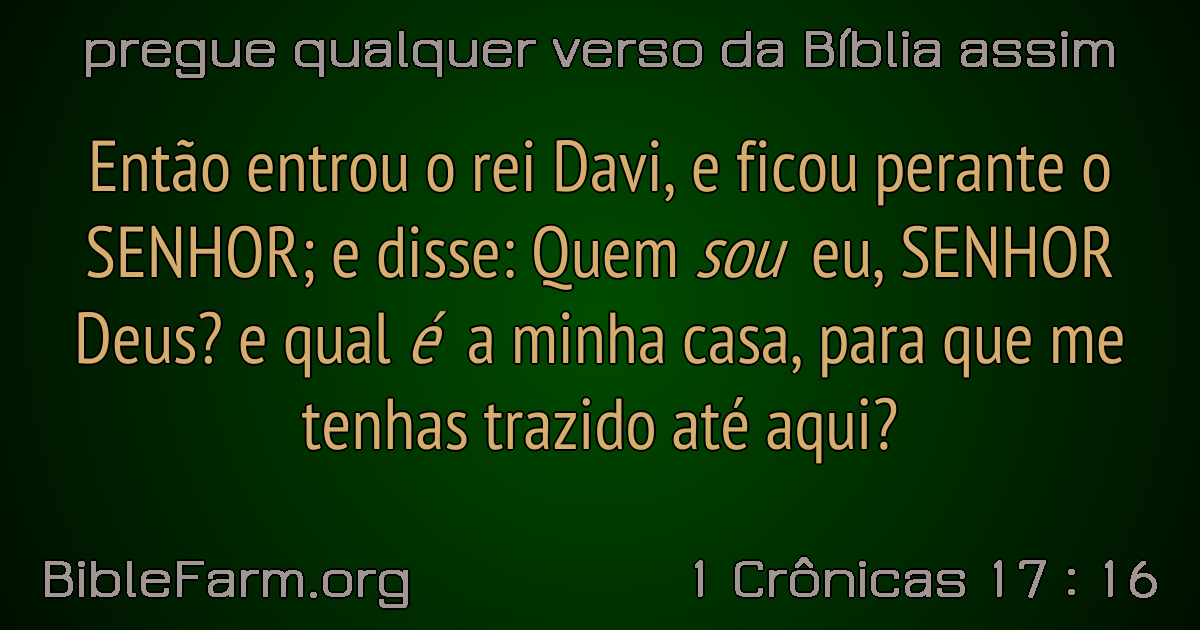 pregue qualquer verso da Bíblia assim
Então entrou o rei Davi, e ficou perante o
SENHOR; e disse: Quem sou eu, SENHOR
Deus? e qual é a minha casa, para que me
tenhas trazido até aqui?
BibleFarm.org
1 Crônicas 17 : 16